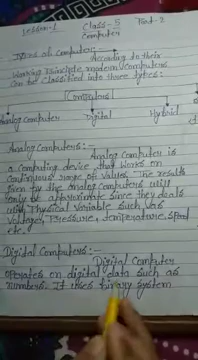 Lesson-1 Class-5 Part-2
Computer
Types of Computer:-
According to their
Working Principle modern Computers
Can be Classified into three types:
Computers
Analog Computer Digital Hybrid
Analog Computers:-
Analog Computer is
a Computing device that works on
Continuous range of Values. The results
given by the analog Computers will
only be approximate since they deals
with Physical Variable such as
Voltage, Pressure, temperature, Speed
etc.
Digital Computers:-
Digital Computer
Operates on digital data such as
numbers. It uses binary system